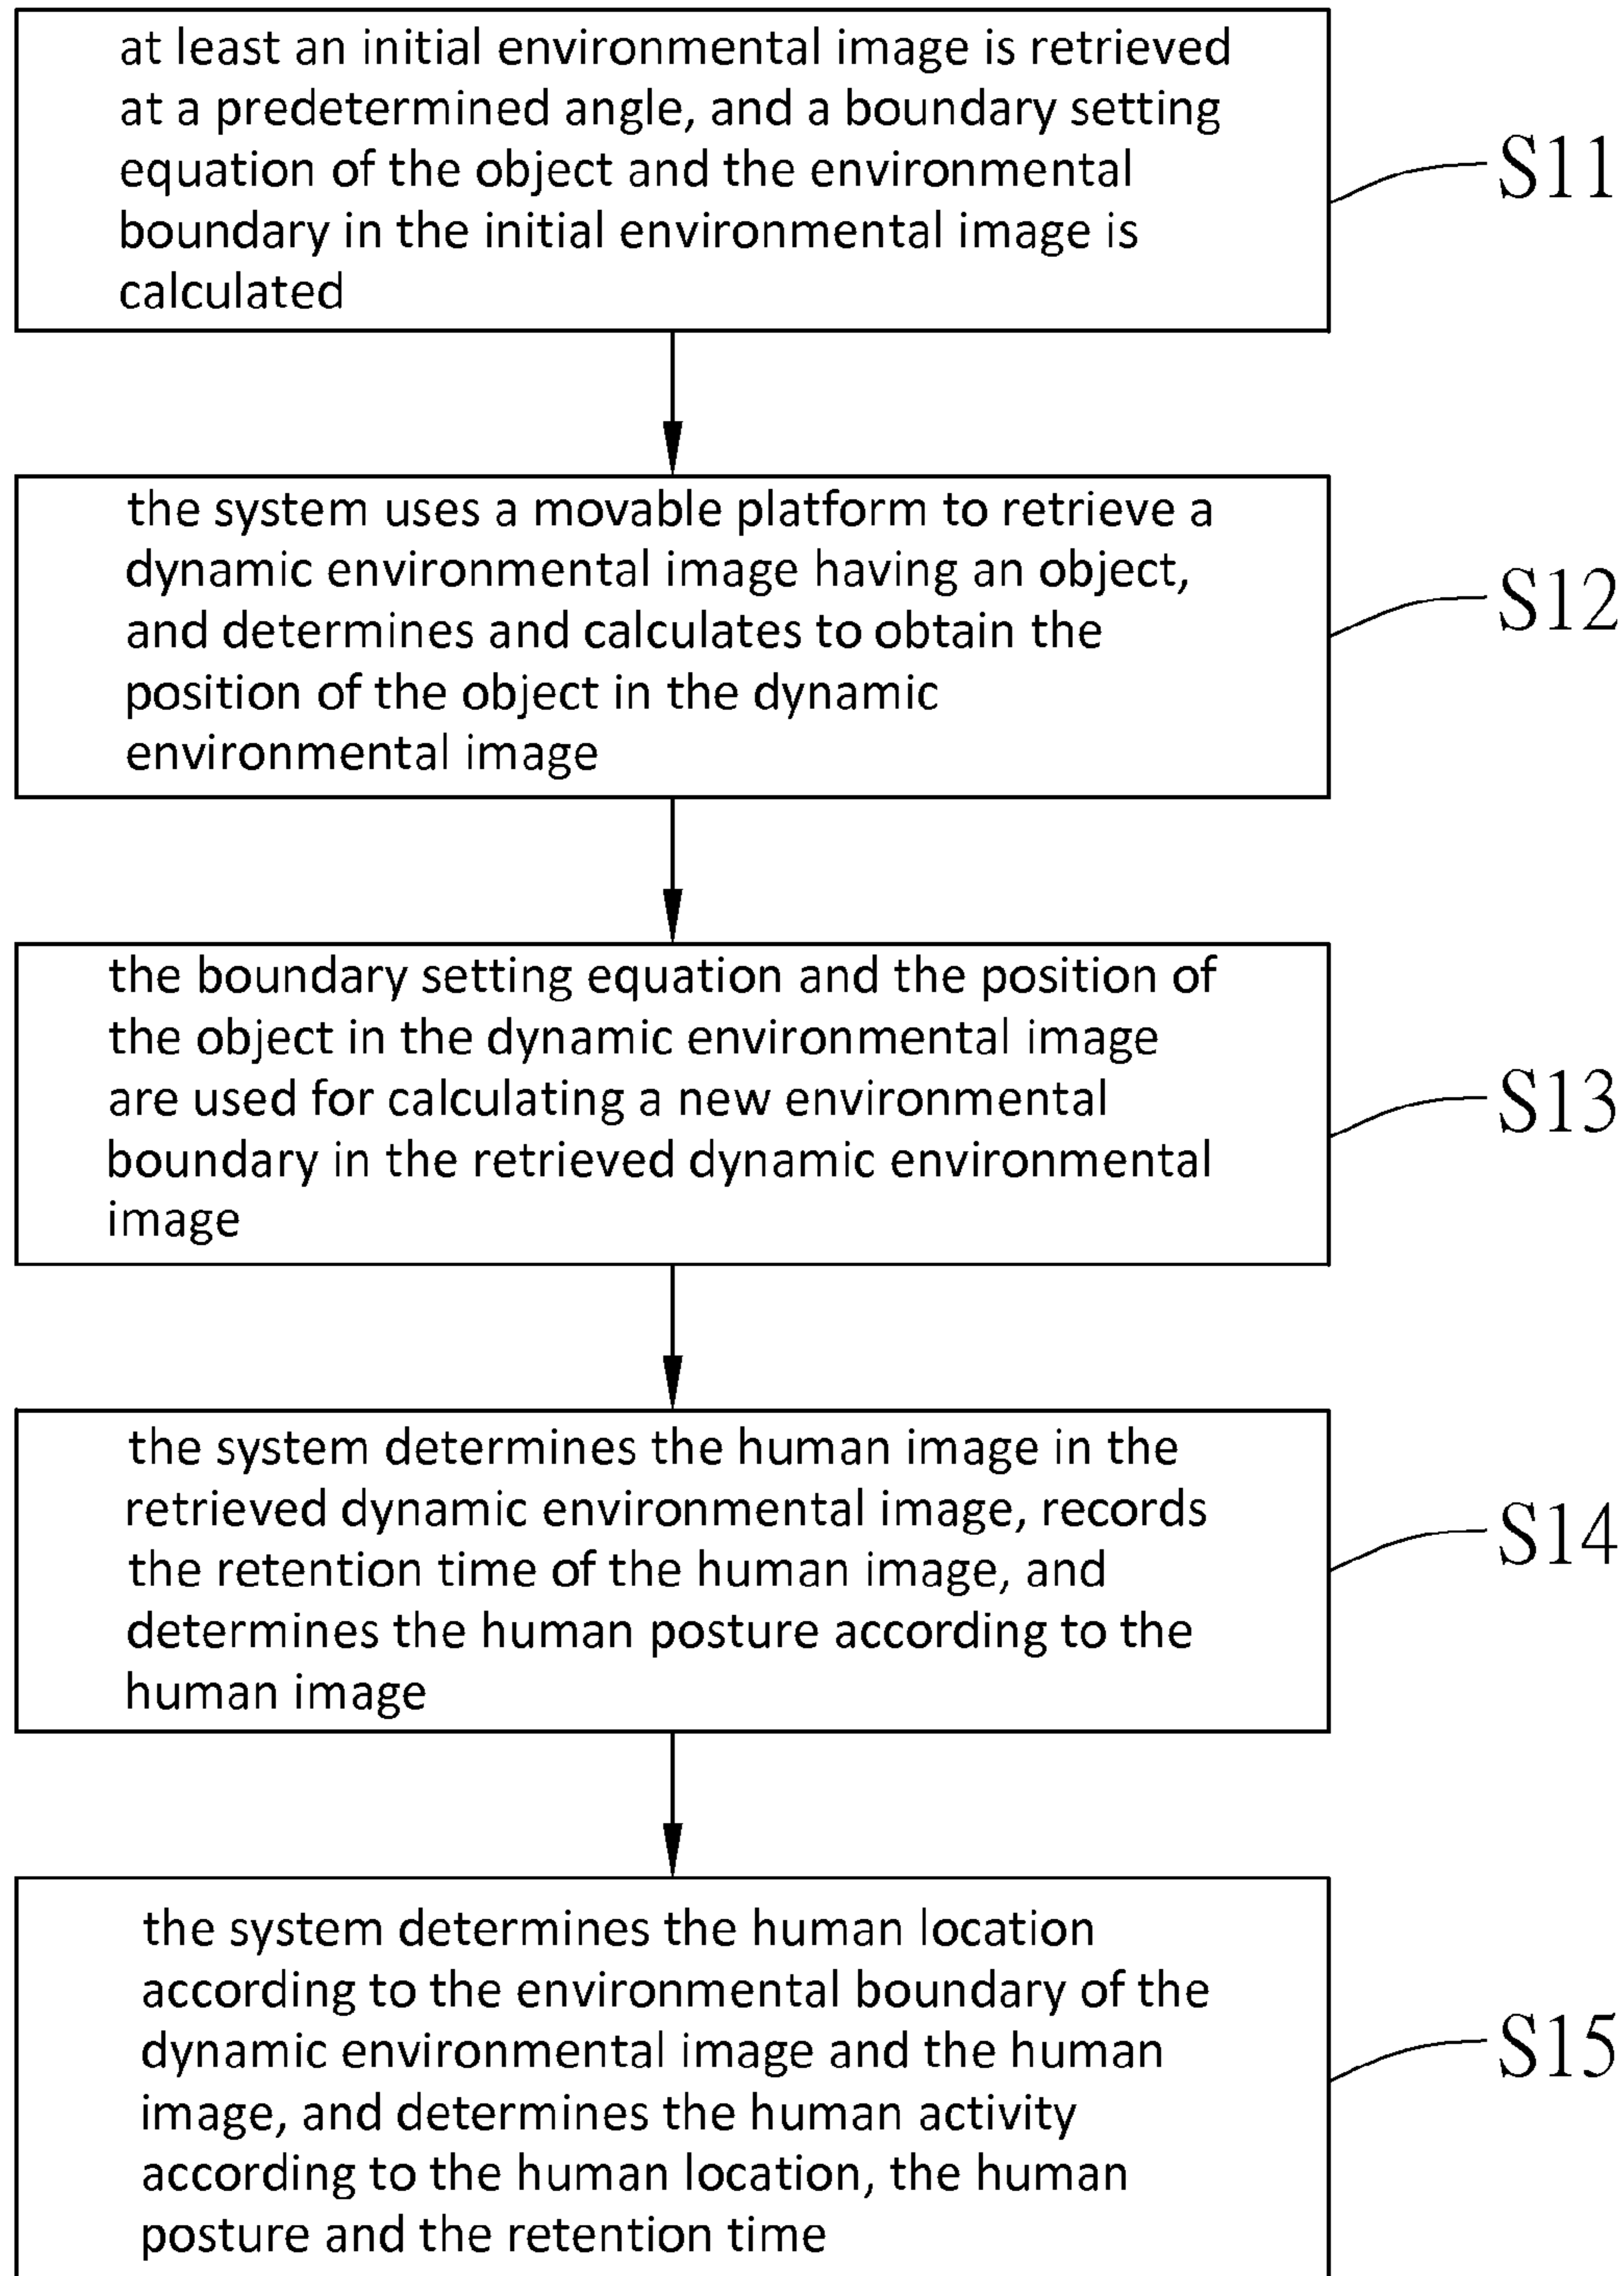 at least an initial environmental image is retrieved
at a predetermined angle, and a boundary setting
equation of the object and the environmental
boundary in the initial environmental image is
calculated
S11
the system uses a movable platform to retrieve a
dynamic environmental image having an object,
and determines and calculates to obtain the
position of the object in the dynamic
environmental image
S12
the boundary setting equation and the position of
the object in the dynamic environmental image
are used for calculating a new environmental
boundary in the retrieved dynamic environmental
image
S13
the system determines the human image in the
retrieved dynamic environmental image, records
the retention time of the human image, and
determines the human posture according to the
human image
S14
the system determines the human location
according to the environmental boundary of the
dynamic environmental image and the human
image, and determines the human activity
according to the human location, the human
posture and the retention time
S15